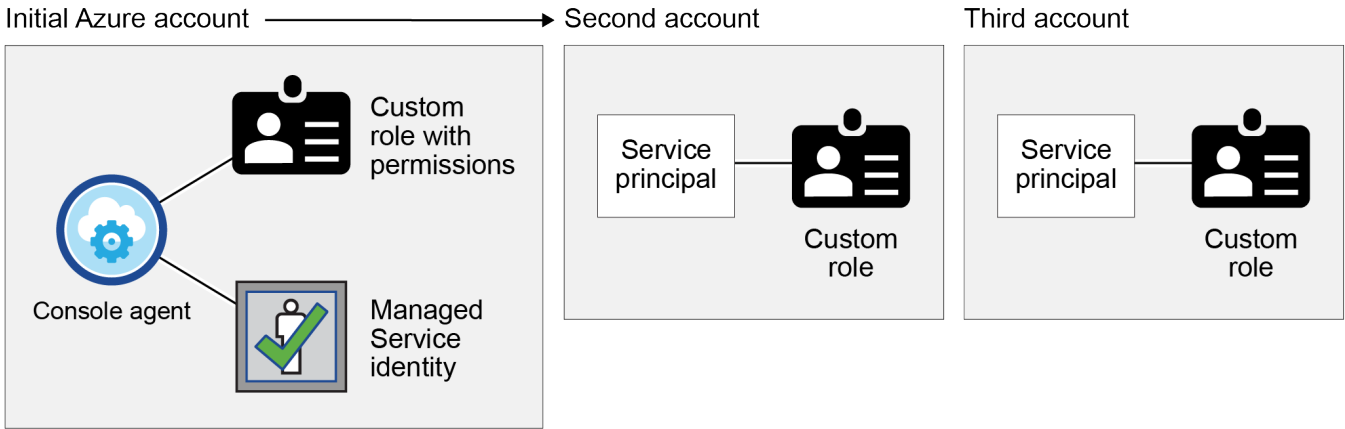 Initial Azure account
Second account
Third account
Custom
role with
permissions
Console agent
Managed
Service
identity
Service
principal
Custom
role
Service
principal
Custom
role